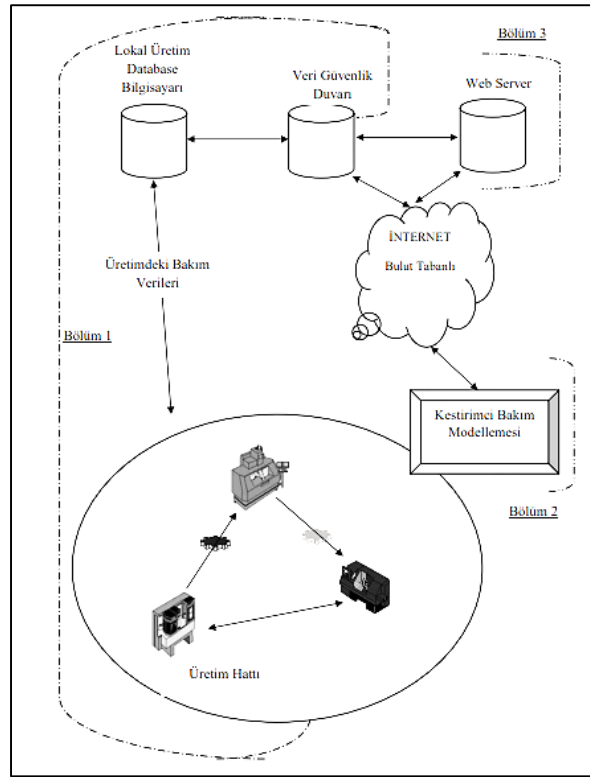 Bölüm 3
Lokal Üretim
Database
Bilgisayarı
Veri Güvenlik
Duvarı
Web Server
İNTERNET
Bulut Tabanlı
Üretimdeki Bakım
Verileri
Bölüm 1
Kestirimci Bakım
Modellemesi
Bölüm 2
Üretim Hattı